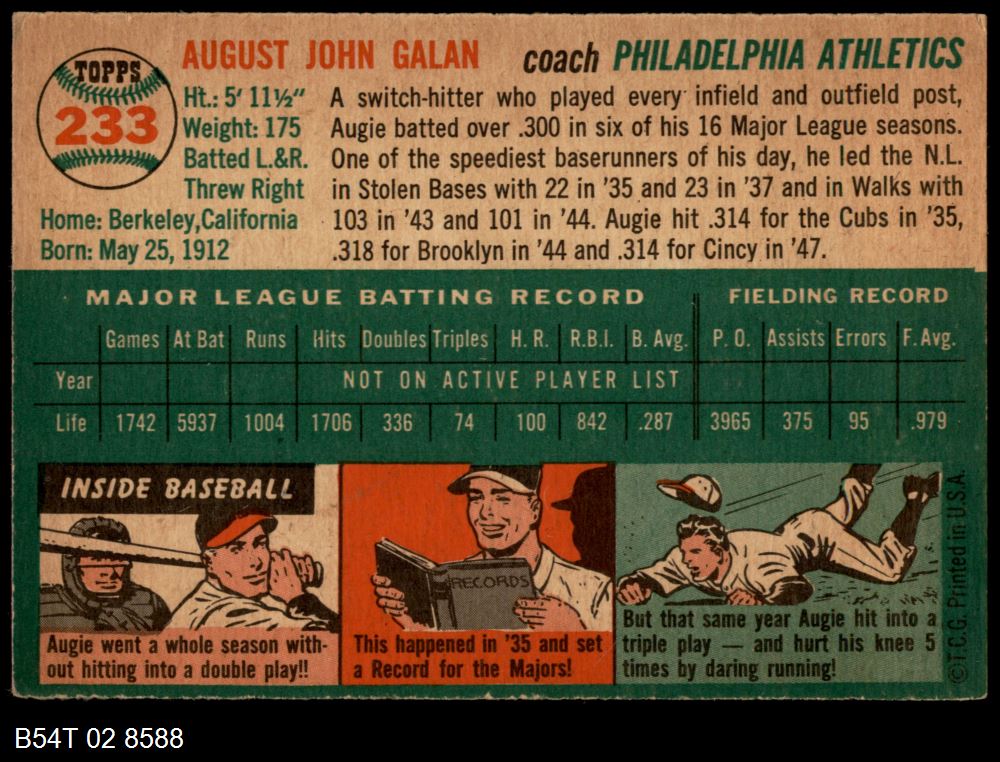 TOPPS
233
AUGUST JOHN GALAN coach PHILADELPHIA ATHLETICS
Ht.: 5' 11½"
Weight: 175
Batted L.&R.
Threw Right
Home: Berkeley, California
Born: May 25, 1912
A switch-hitter who played every infield and outfield post,
Augie batted over .300 in six of his 16 Major League seasons.
One of the speediest baserunners of his day, he led the N.L.
in Stolen Bases with 22 in '35 and 23 in '37 and in Walks with
103 in '43 and 101 in '44. Augie hit .314 for the Cubs in '35,
.318 for Brooklyn in '44 and .314 for Cincy in '47.
MAJOR LEAGUE BATTING RECORD FIELDING RECORD
Games At Bat Runs Hits Doubles Triples H. R. R.B.I. B. Avg. P. O. Assists Errors F. Avg.
Year NOT ON ACTIVE PLAYER LIST
Life 1742 5937 1004 1706 336 74 100 842 .287 3965 375 95 .979
INSIDE BASEBALL
Augie went a whole season with-
out hitting into a double play!!
RECORDS
This happened in '35 and set
a Record for the Majors!
But that same year Augie hit into a
triple play — and hurt his knee 5
times by daring running!
©T.C.G. Printed in U.S.A.
B54T 02 8588